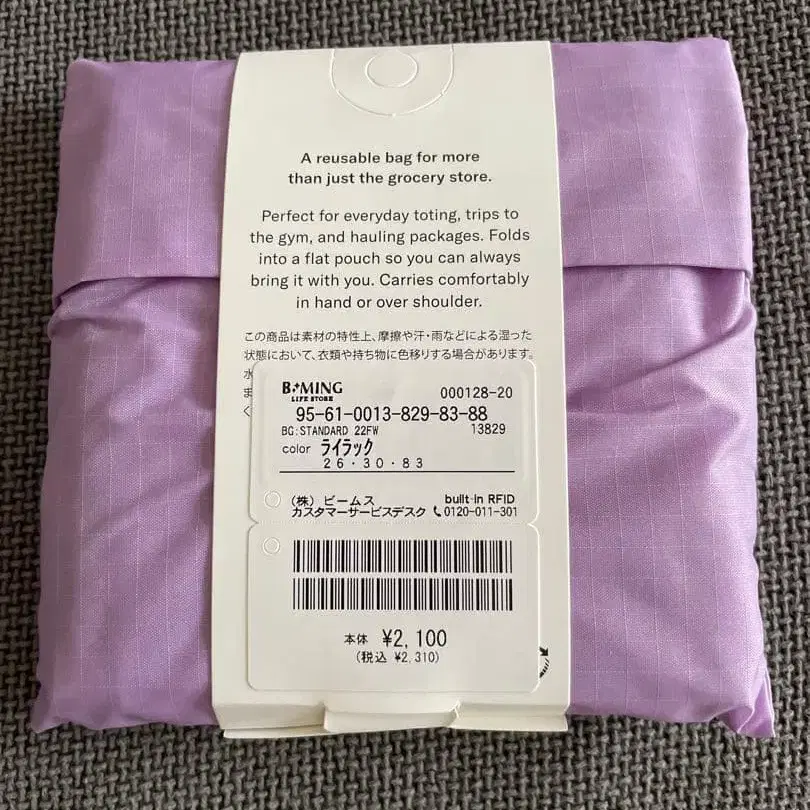 A reusable bag for more
than just the grocery store.
Perfect for everyday toting, trips to
the gym, and hauling packages. Folds
into a flat pouch so you can always
bring it with you. Carries comfortably
in hand or over shoulder.
この商品は素材の特性上、摩擦や汗・雨などによる湿った
状態において、衣類や持ち物に色移りする場合があります。
水
ま
く
B:MING
LIFE STORE
000128-20
95-61-0013-829-83-88
BG:STANDARD 22FW 13829
color ライラック
26・30・83
(株) ビームス built-in RFID
カスタマーサービスデスク 0120-011-301
本体 ¥2,100
(税込 ¥2,310)